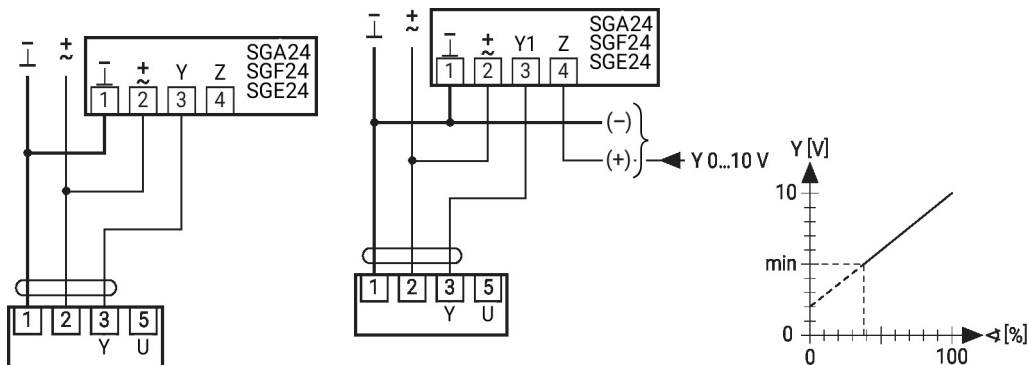 − ⊥
+ ~
− ⊥
+ ~
Y
Z
SGA24
SGF24
SGE24
1 2 3 4
1 2 3 5
Y U
− ⊥
+ ~
− ⊥
+ ~
Y1
Z
SGA24
SGF24
SGE24
1 2 3 4
(−)
(+)
Y 0...10 V
1 2 3 5
Y U
Y [V]
10
min
0
0
100
∢ [%]